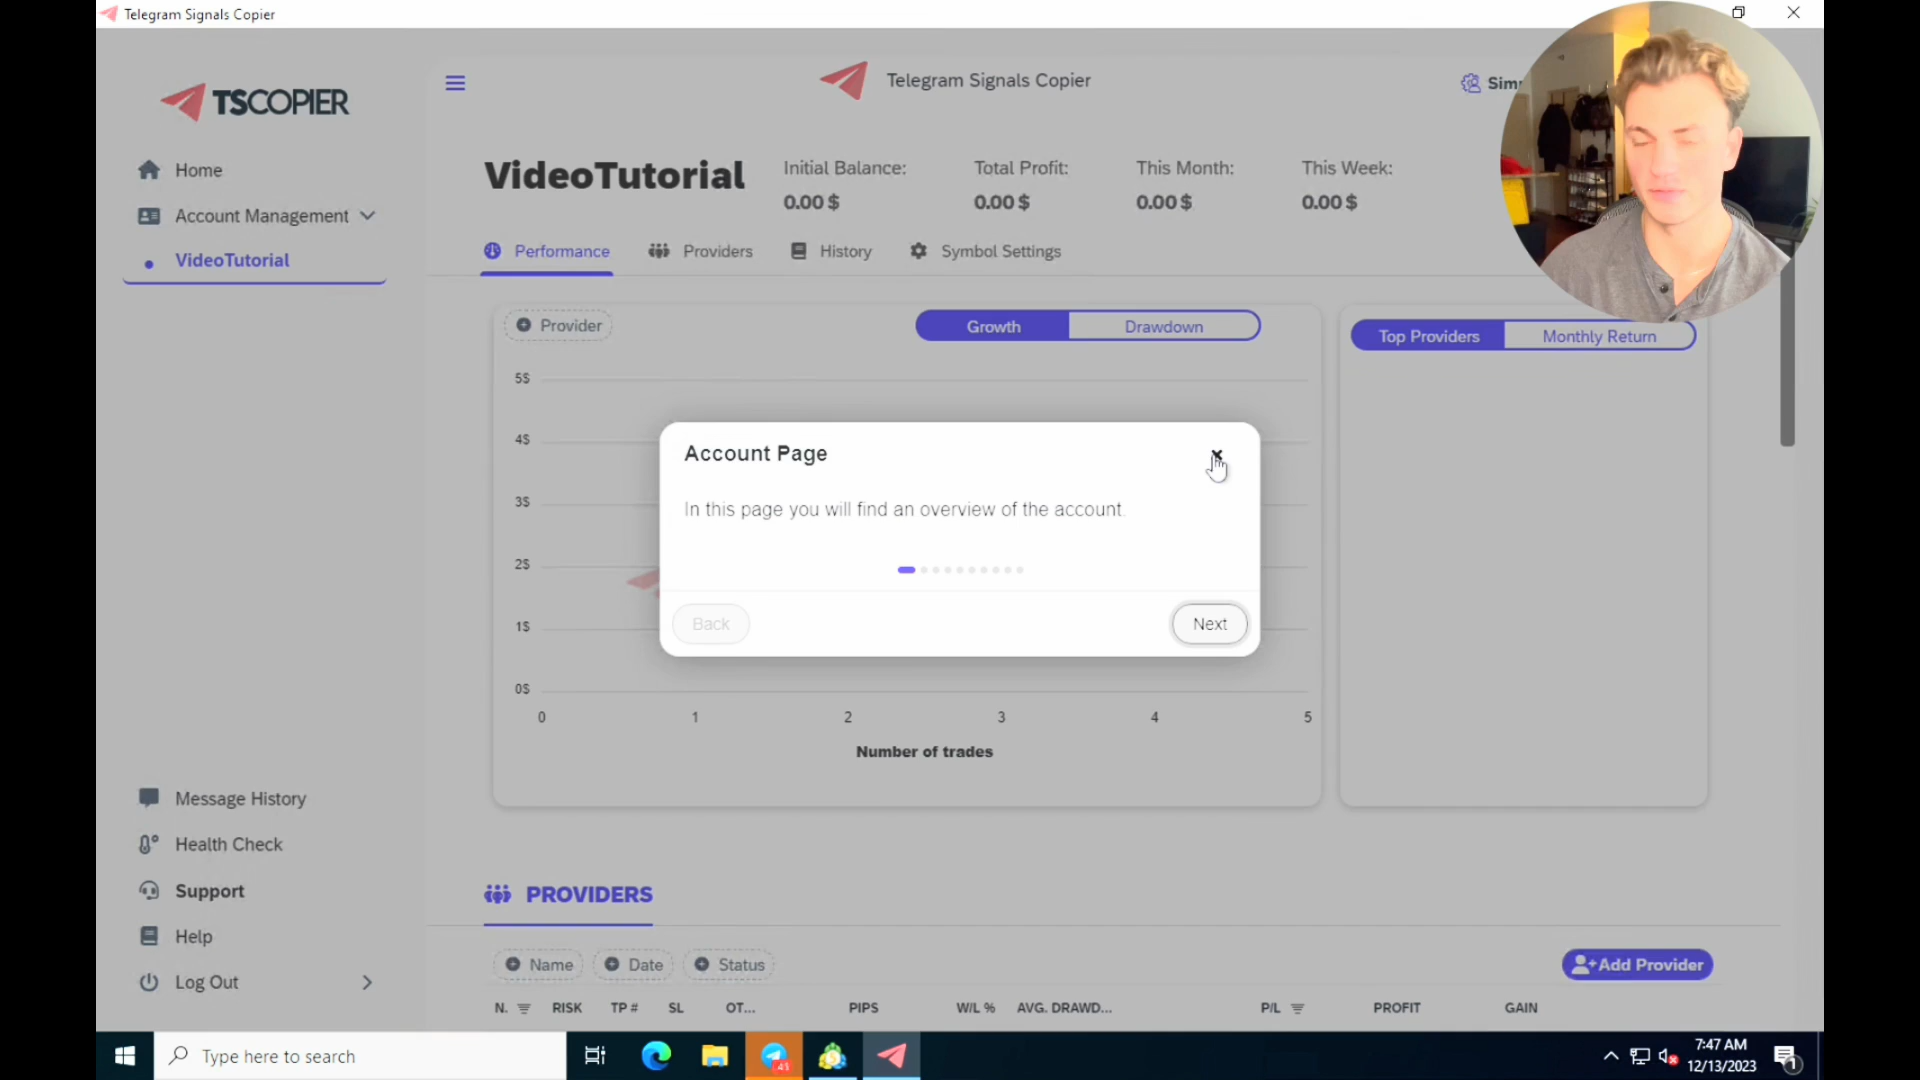 Telegram Signals Copier
TSCOPIER
Telegram Signals Copier
Home
Account Management
VideoTutorial
VideoTutorial
Initial Balance:
0.00 $
Total Profit:
0.00 $
This Month:
0.00 $
This Week:
0.00 $
Performance
Providers
History
Symbol Settings
Provider
Growth
Drawdown
Top Providers
Monthly Return
5$
4$
3$
2$
1$
0$
0
1
2
3
4
5
Number of trades
Account Page
In this page you will find an overview of the account.
Back
Next
Message History
Health Check
Support
Help
Log Out
PROVIDERS
Name
Date
Status
+Add Provider
N.
RISK
TP #
SL
OT...
PIPS
W/L %
AVG. DRAWD...
P/L
PROFIT
GAIN
Type here to search
7:47 AM
12/13/2023
1